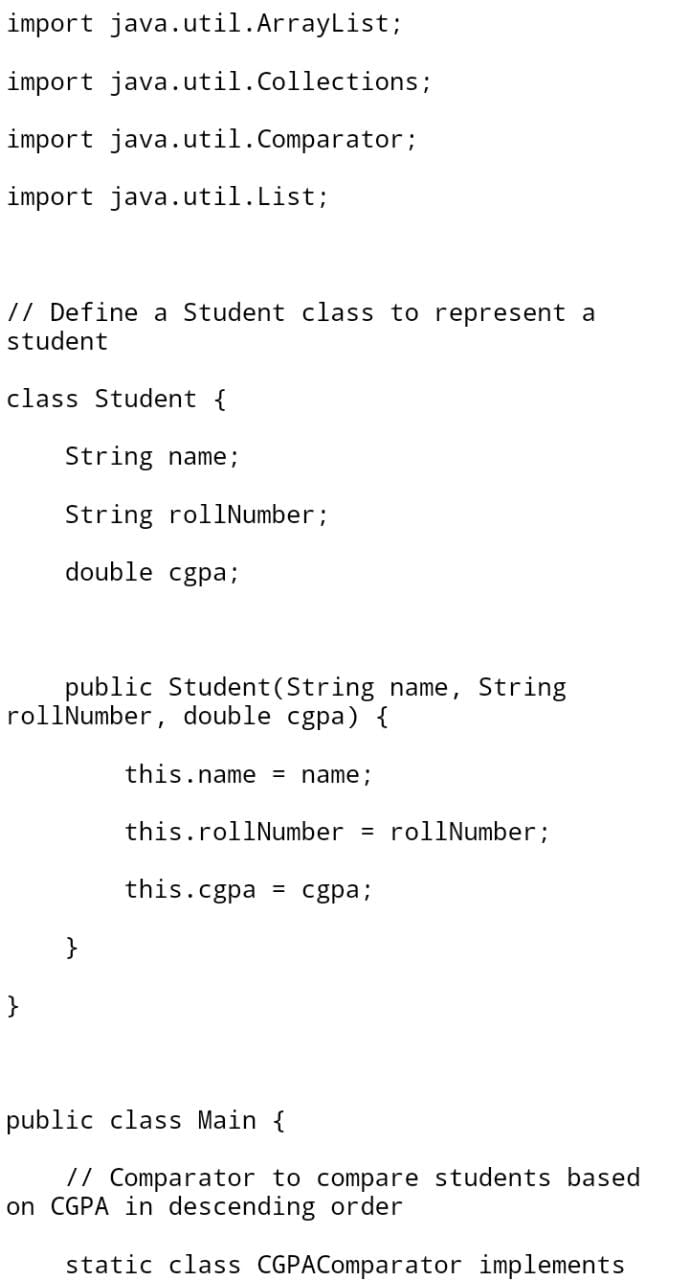 import java.util.ArrayList;
import java.util.Collections;
import java.util.Comparator;
import java.util.List;
// Define a Student class to represent a
student
class Student {
    String name;
    String rollNumber;
    double cgpa;
    public Student(String name, String
rollNumber, double cgpa) {
        this.name = name;
        this.rollNumber = rollNumber;
        this.cgpa = cgpa;
    }
}
public class Main {
    // Comparator to compare students based
on CGPA in descending order
    static class CGPAComparator implements